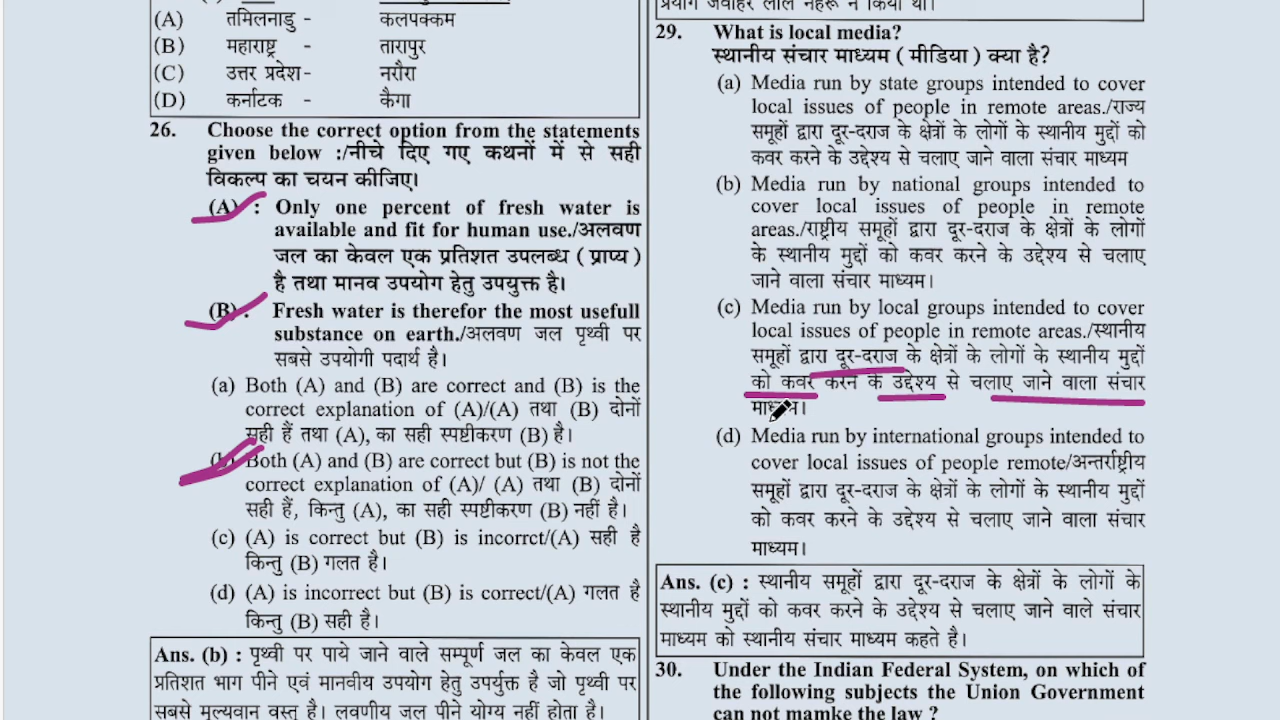 (A) तमिलनाडु - कलपक्कम
(B) महाराष्ट्र - तारापुर
(C) उत्तर प्रदेश - नरौरा
(D) कर्नाटक - कैगा
26. Choose the correct option from the statements
given below :/नीचे दिए गए कथनों में से सही
विकल्प का चयन कीजिए।
(A) : Only one percent of fresh water is
available and fit for human use./अलवण
जल का केवल एक प्रतिशत उपलब्ध ( प्राप्य )
है तथा मानव उपयोग हेतु उपयुक्त है।
(B) : Fresh water is therefor the most usefull
substance on earth./अलवण जल पृथ्वी पर
सबसे उपयोगी पदार्थ है।
(a) Both (A) and (B) are correct and (B) is the
correct explanation of (A)/(A) तथा (B) दोनों
सही हैं तथा (A), का सही स्पष्टीकरण (B) है।
(b) Both (A) and (B) are correct but (B) is not the
correct explanation of (A)/ (A) तथा (B) दोनों
सही हैं, किन्तु (A), का सही स्पष्टीकरण (B) नहीं है।
(c) (A) is correct but (B) is incorrct/(A) सही है
किन्तु (B) गलत है।
(d) (A) is incorrect but (B) is correct/(A) गलत है
किन्तु (B) सही है।
Ans. (b) : पृथ्वी पर पाये जाने वाले सम्पूर्ण जल का केवल एक
प्रतिशत भाग पीने एवं मानवीय उपयोग हेतु उपर्युक्त है जो पृथ्वी पर
सबसे मूल्यवान वस्तु है। लवणीय जल पीने योग्य नहीं होता है।
प्रयोग जवाहर लाल नेहरू ने किया था।
29. What is local media?
स्थानीय संचार माध्यम ( मीडिया ) क्या है?
(a) Media run by state groups intended to cover
local issues of people in remote areas./राज्य
समूहों द्वारा दूर-दराज के क्षेत्रों के लोगों के स्थानीय मुद्दों को
कवर करने के उद्देश्य से चलाए जाने वाला संचार माध्यम
(b) Media run by national groups intended to
cover local issues of people in remote
areas./राष्ट्रीय समूहों द्वारा दूर-दराज के क्षेत्रों के लोगों
के स्थानीय मुद्दों को कवर करने के उद्देश्य से चलाए
जाने वाला संचार माध्यम।
(c) Media run by local groups intended to cover
local issues of people in remote areas./स्थानीय
समूहों द्वारा दूर-दराज के क्षेत्रों के लोगों के स्थानीय मुद्दों
को कवर करने के उद्देश्य से चलाए जाने वाला संचार
माध्यम।
(d) Media run by international groups intended to
cover local issues of people remote/अन्तर्राष्ट्रीय
समूहों द्वारा दूर-दराज के क्षेत्रों के लोगों के स्थानीय मुद्दों
को कवर करने के उद्देश्य से चलाए जाने वाला संचार
माध्यम।
Ans. (c) : स्थानीय समूहों द्वारा दूर-दराज के क्षेत्रों के लोगों के
स्थानीय मुद्दों को कवर करने के उद्देश्य से चलाए जाने वाले संचार
माध्यम को स्थानीय संचार माध्यम कहते है।
30. Under the Indian Federal System, on which of
the following subjects the Union Government
can not mamke the law ?